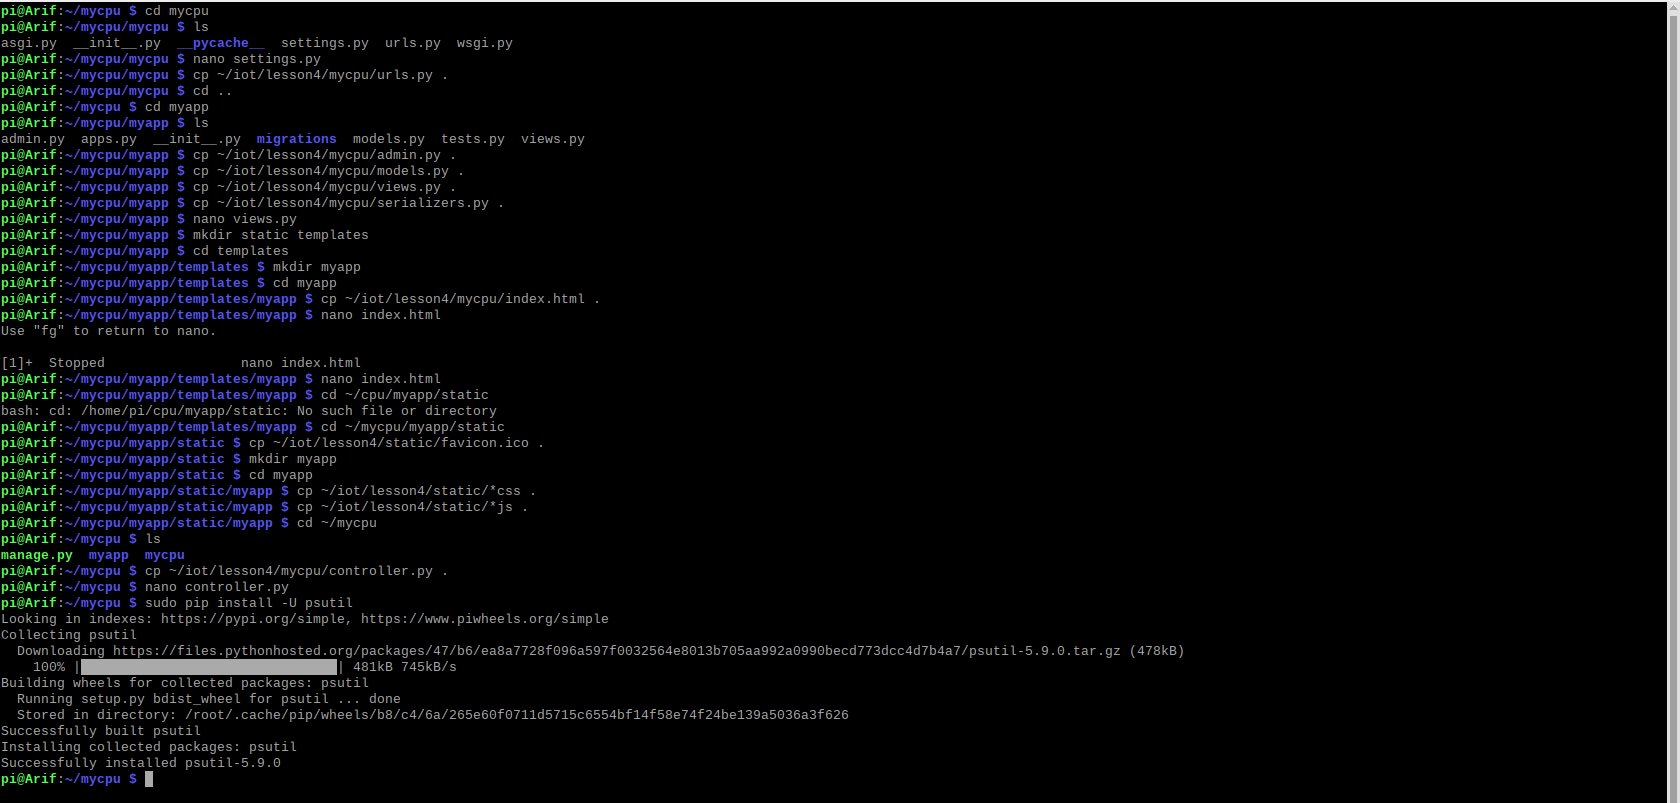 pi@Arif:~/mycpu $ cd mycpu
pi@Arif:~/mycpu/mycpu $ ls
asgi.py  __init__.py  __pycache__  settings.py  urls.py  wsgi.py
pi@Arif:~/mycpu/mycpu $ nano settings.py
pi@Arif:~/mycpu/mycpu $ cp ~/iot/lesson4/mycpu/urls.py .
pi@Arif:~/mycpu/mycpu $ cd ..
pi@Arif:~/mycpu $ cd myapp
pi@Arif:~/mycpu/myapp $ ls
admin.py  apps.py  __init__.py  migrations  models.py  tests.py  views.py
pi@Arif:~/mycpu/myapp $ cp ~/iot/lesson4/mycpu/admin.py .
pi@Arif:~/mycpu/myapp $ cp ~/iot/lesson4/mycpu/models.py .
pi@Arif:~/mycpu/myapp $ cp ~/iot/lesson4/mycpu/views.py .
pi@Arif:~/mycpu/myapp $ cp ~/iot/lesson4/mycpu/serializers.py .
pi@Arif:~/mycpu/myapp $ nano views.py
pi@Arif:~/mycpu/myapp $ mkdir static templates
pi@Arif:~/mycpu/myapp $ cd templates
pi@Arif:~/mycpu/myapp/templates $ mkdir myapp
pi@Arif:~/mycpu/myapp/templates $ cd myapp
pi@Arif:~/mycpu/myapp/templates/myapp $ cp ~/iot/lesson4/mycpu/index.html .
pi@Arif:~/mycpu/myapp/templates/myapp $ nano index.html
Use "fg" to return to nano.
[1]+  Stopped                 nano index.html
pi@Arif:~/mycpu/myapp/templates/myapp $ nano index.html
pi@Arif:~/mycpu/myapp/templates/myapp $ cd ~/cpu/myapp/static
bash: cd: /home/pi/cpu/myapp/static: No such file or directory
pi@Arif:~/mycpu/myapp/templates/myapp $ cd ~/mycpu/myapp/static
pi@Arif:~/mycpu/myapp/static $ cp ~/iot/lesson4/static/favicon.ico .
pi@Arif:~/mycpu/myapp/static $ mkdir myapp
pi@Arif:~/mycpu/myapp/static $ cd myapp
pi@Arif:~/mycpu/myapp/static/myapp $ cp ~/iot/lesson4/static/*css .
pi@Arif:~/mycpu/myapp/static/myapp $ cp ~/iot/lesson4/static/*js .
pi@Arif:~/mycpu/myapp/static/myapp $ cd ~/mycpu
pi@Arif:~/mycpu $ ls
manage.py  myapp  mycpu
pi@Arif:~/mycpu $ cp ~/iot/lesson4/mycpu/controller.py .
pi@Arif:~/mycpu $ nano controller.py
pi@Arif:~/mycpu $ sudo pip install -U psutil
Looking in indexes: https://pypi.org/simple, https://www.piwheels.org/simple
Collecting psutil
  Downloading https://files.pythonhosted.org/packages/47/b6/ea8a7728f096a597f0032564e8013b705aa992a0990becd773dcc4d7b4a7/psutil-5.9.0.tar.gz (478kB)
    100% |████████████████████████████████| 481kB 745kB/s
Building wheels for collected packages: psutil
  Running setup.py bdist_wheel for psutil ... done
  Stored in directory: /root/.cache/pip/wheels/b8/c4/6a/265e60f0711d5715c6554bf14f58e74f24be139a5036a3f626
Successfully built psutil
Installing collected packages: psutil
Successfully installed psutil-5.9.0
pi@Arif:~/mycpu $